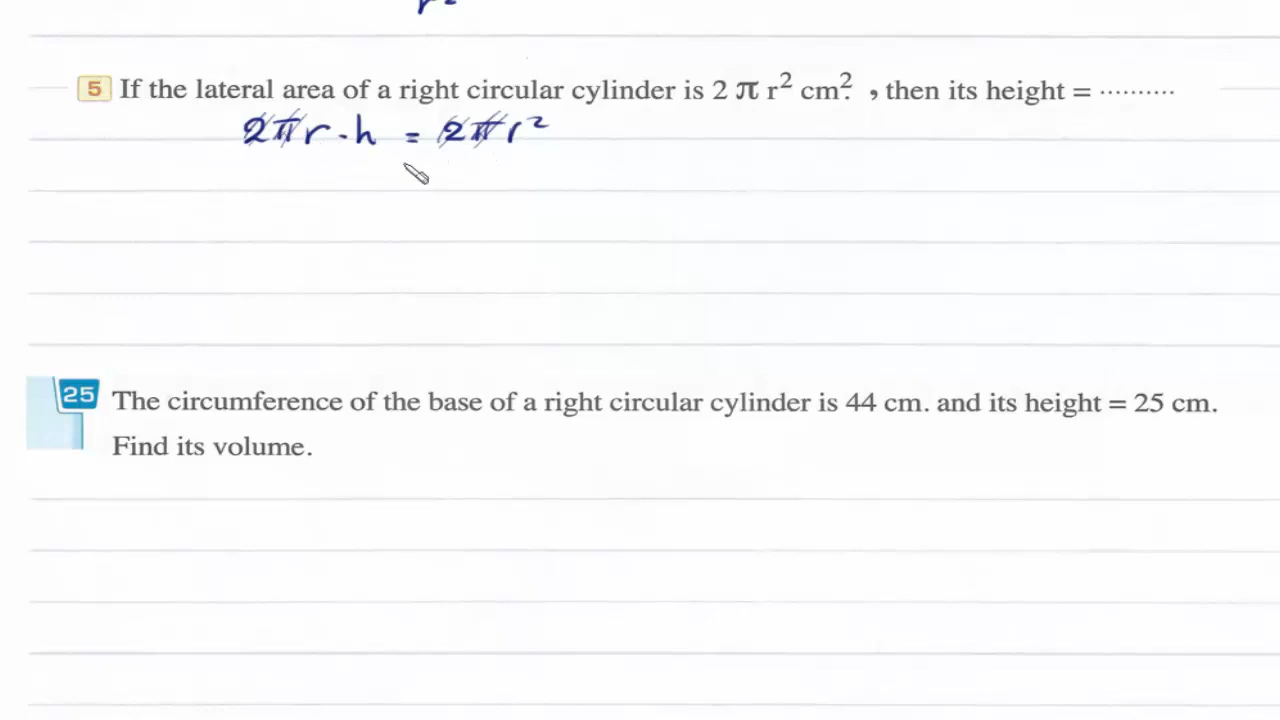 r²
5 If the lateral area of a right circular cylinder is 2 π r² cm². , then its height = ··········
2πr · h = 2πr²
25 The circumference of the base of a right circular cylinder is 44 cm. and its height = 25 cm.
Find its volume.